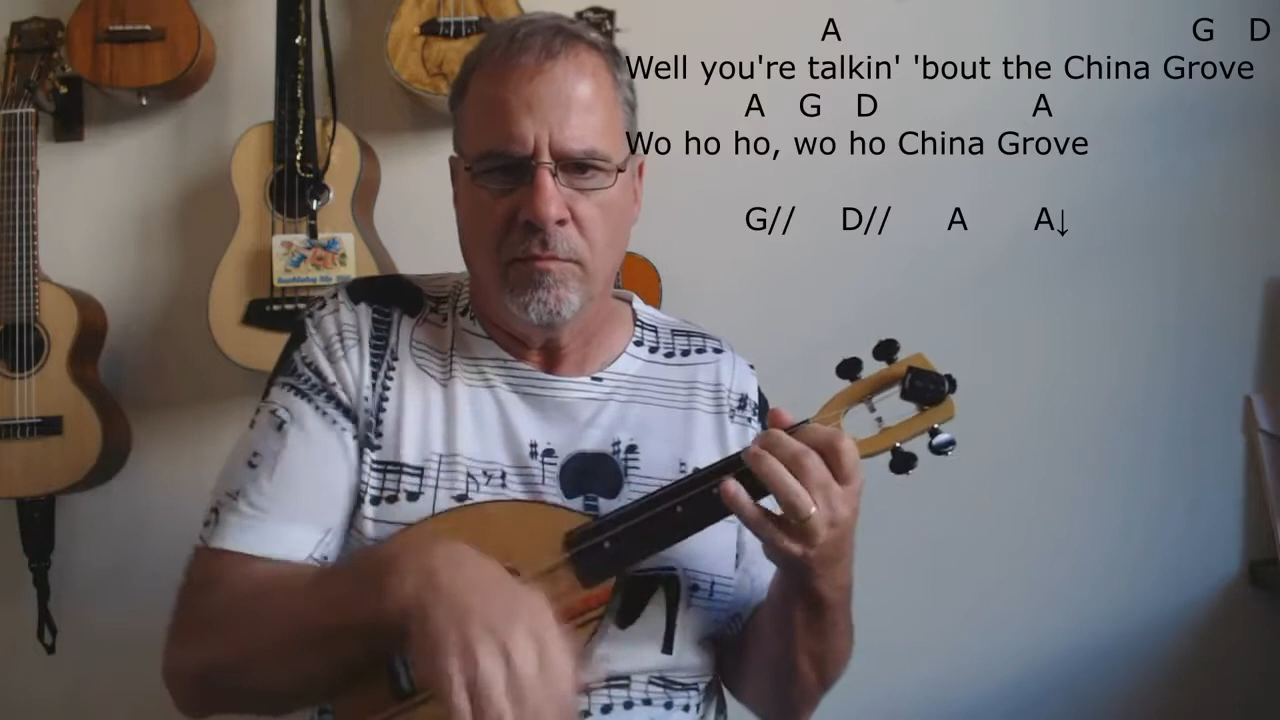 A G D
Well you're talkin' 'bout the China Grove
A G D A
Wo ho ho, wo ho China Grove
G// D// A A↓